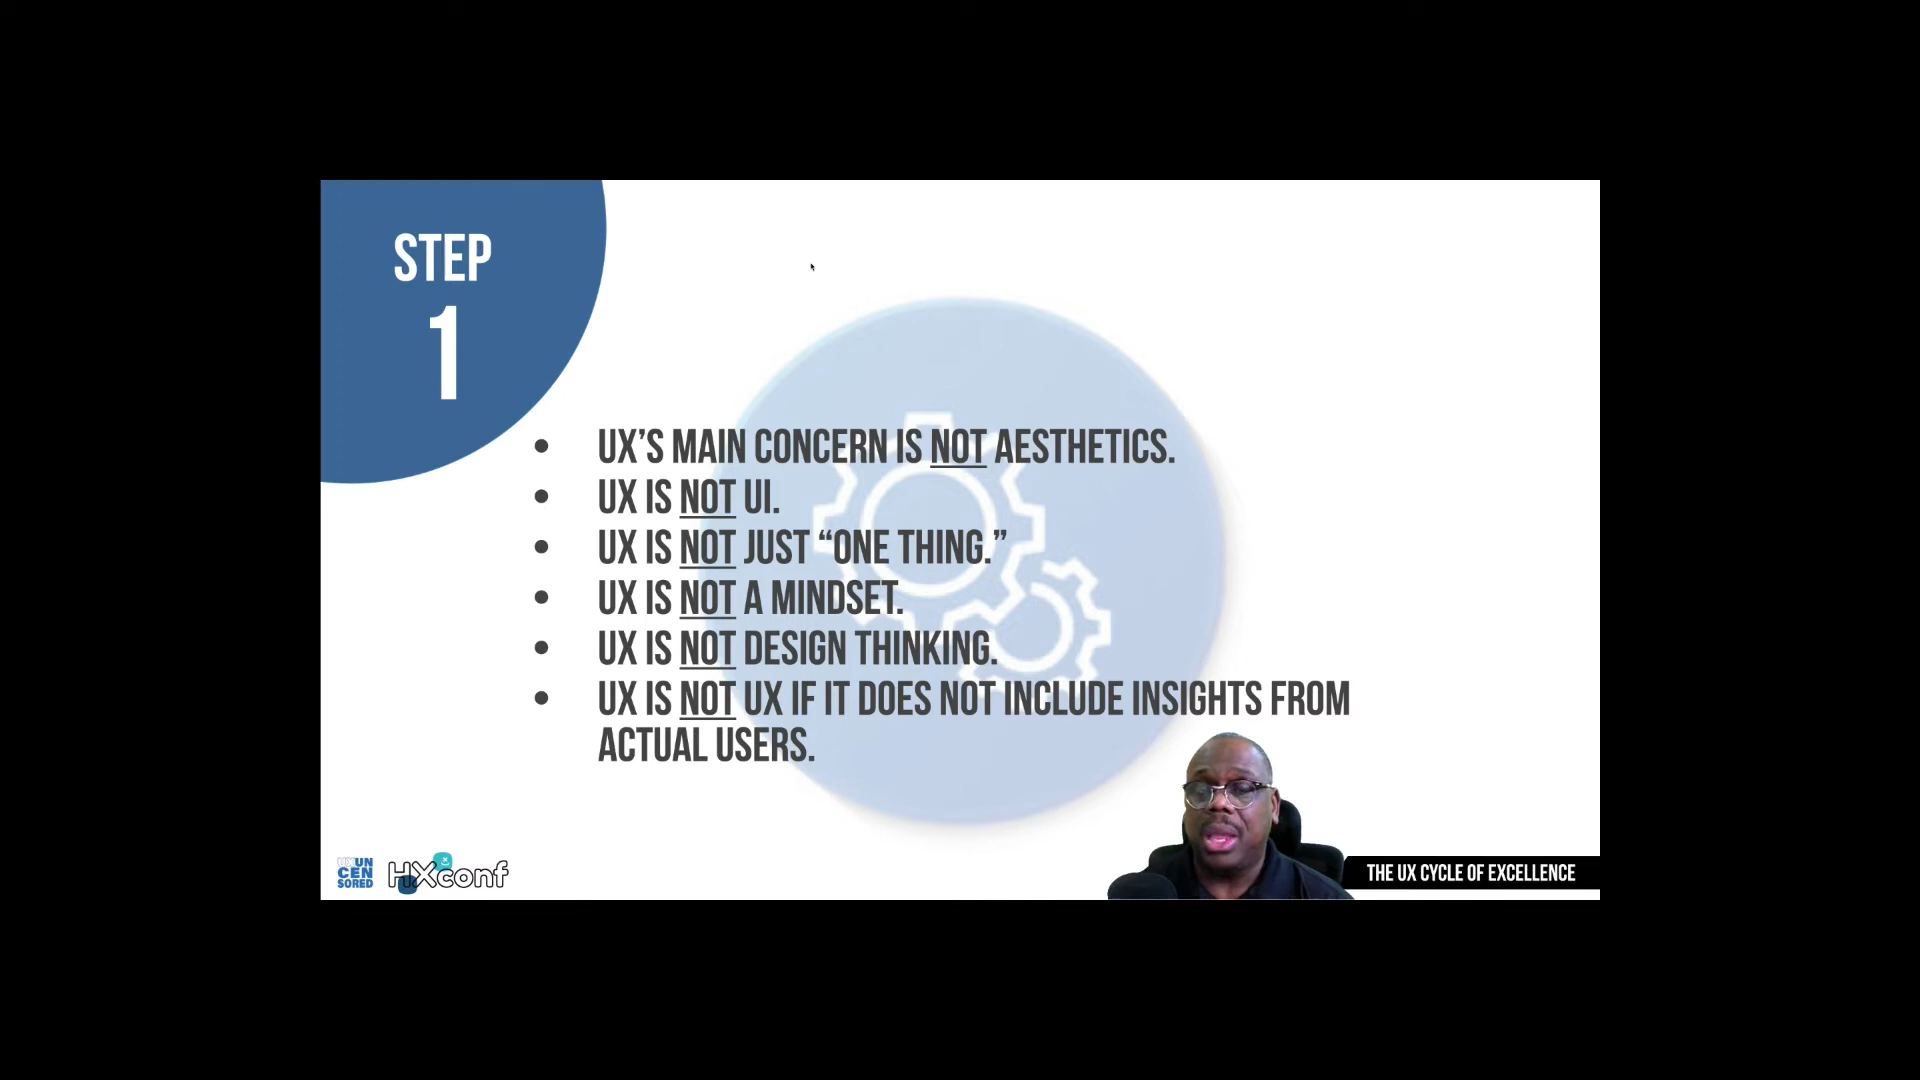 STEP
1
• UX’S MAIN CONCERN IS NOT AESTHETICS.
• UX IS NOT UI.
• UX IS NOT JUST “ONE THING.”
• UX IS NOT A MINDSET.
• UX IS NOT DESIGN THINKING.
• UX IS NOT UX IF IT DOES NOT INCLUDE INSIGHTS FROM
ACTUAL USERS.
UXUN
CEN
SORED
HXconf
THE UX CYCLE OF EXCELLENCE